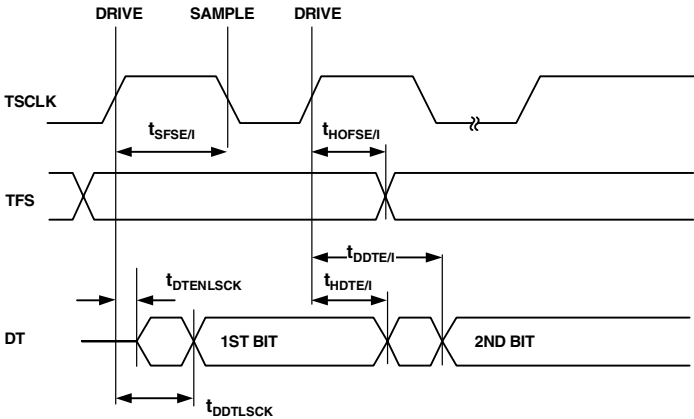 DRIVE SAMPLE DRIVE
TSCLK
tSFSE/I tHOFSE/I
TFS
tDDTE/I
tDTENLSCK tHDTE/I
DT 1ST BIT 2ND BIT
tDDTLSCK